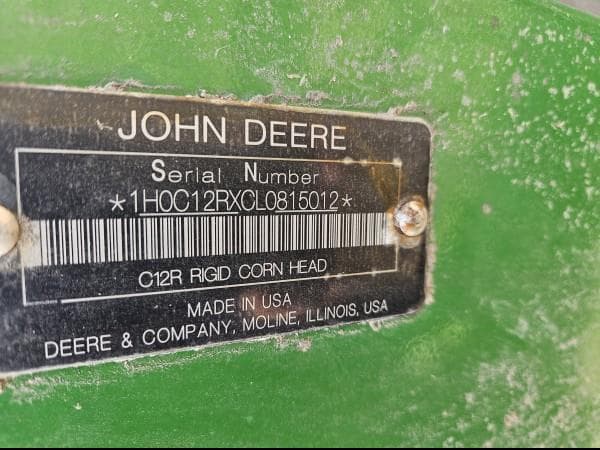 JOHN DEERE
Serial Number
*1H0C12RXCL0815012*
C12R RIGID CORN HEAD
MADE IN USA
DEERE & COMPANY, MOLINE, ILLINOIS, USA